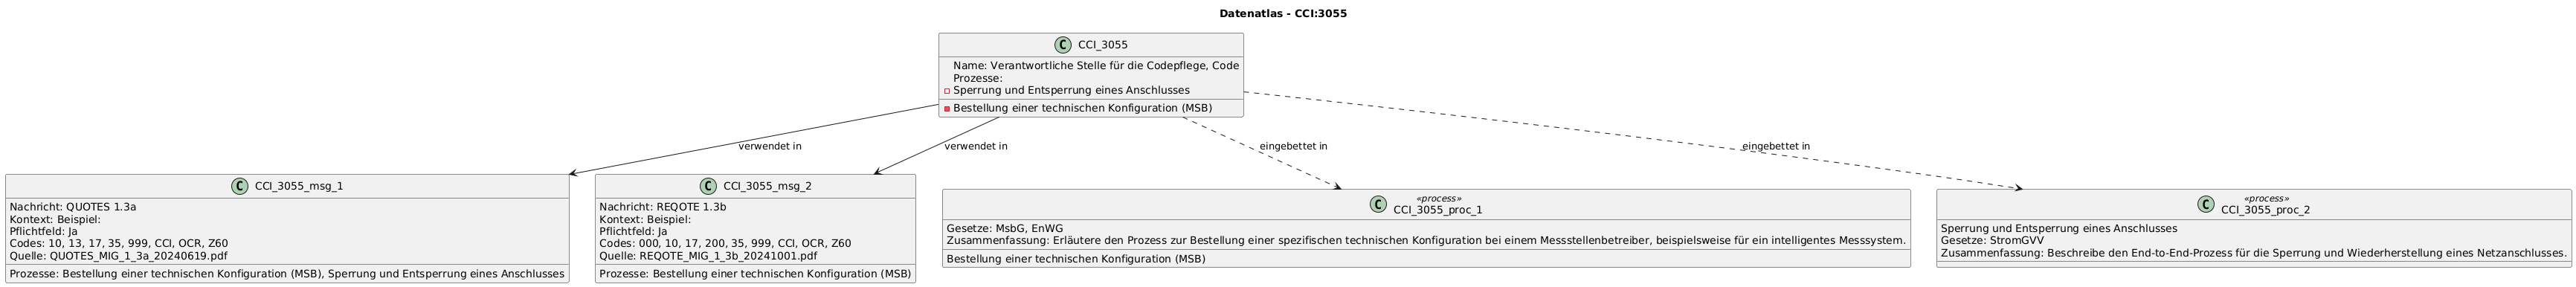 Datenatlas - CCI:3055
C CCI_3055
Name: Verantwortliche Stelle für die Codepflege, Code
Prozesse:
Sperrung und Entsperrung eines Anschlusses
Bestellung einer technischen Konfiguration (MSB)
verwendet in
verwendet in
eingebettet in
eingebettet in
C CCI_3055_msg_1
Nachricht: QUOTES 1.3a
Kontext: Beispiel:
Pflichtfeld: Ja
Codes: 10, 13, 17, 35, 999, CCI, OCR, Z60
Quelle: QUOTES_MIG_1_3a_20240619.pdf
Prozesse: Bestellung einer technischen Konfiguration (MSB), Sperrung und Entsperrung eines Anschlusses
C CCI_3055_msg_2
Nachricht: REQOTE 1.3b
Kontext: Beispiel:
Pflichtfeld: Ja
Codes: 000, 10, 17, 200, 35, 999, CCI, OCR, Z60
Quelle: REQOTE_MIG_1_3b_20241001.pdf
Prozesse: Bestellung einer technischen Konfiguration (MSB)
«process»
C CCI_3055_proc_1
Gesetze: MsbG, EnWG
Zusammenfassung: Erläutere den Prozess zur Bestellung einer spezifischen technischen Konfiguration bei einem Messstellenbetreiber, beispielsweise für ein intelligentes Messsystem.
Bestellung einer technischen Konfiguration (MSB)
«process»
C CCI_3055_proc_2
Sperrung und Entsperrung eines Anschlusses
Gesetze: StromGVV
Zusammenfassung: Beschreibe den End-to-End-Prozess für die Sperrung und Wiederherstellung eines Netzanschlusses.